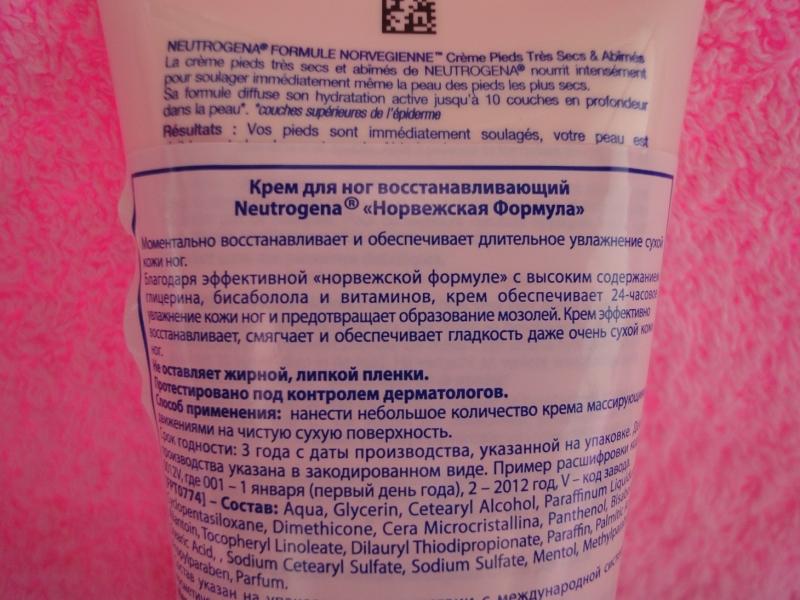 NEUTROGENA® FORMULE NORVEGIENNE™ Crème Pieds Très Secs & Abîmés
La crème pieds très secs et abîmés de NEUTROGENA® nourrit intensément
pour soulager immédiatement même la peau des pieds les plus secs.
Sa formule diffuse son hydratation active jusqu'à 10 couches en profondeur
dans la peau*. *couches supérieures de l'épiderme
Résultats : Vos pieds sont immédiatement soulagés, votre peau est
Крем для ног восстанавливающий
Neutrogena® «Норвежская Формула»
Моментально восстанавливает и обеспечивает длительное увлажнение сухой
кожи ног.
Благодаря эффективной «норвежской формуле» с высоким содержанием
глицерина, бисаболола и витаминов, крем обеспечивает 24-часовое
увлажнение кожи ног и предотвращает образование мозолей. Крем эффективно
восстанавливает, смягчает и обеспечивает гладкость даже очень сухой кожи
ног.
Не оставляет жирной, липкой пленки.
Протестировано под контролем дерматологов.
Способ применения: нанести небольшое количество крема массирующими
движениями на чистую сухую поверхность.
Срок годности: 3 года с даты производства, указанной на упаковке.
производства указана в закодированном виде. Пример расшифровки
0012V, где 001 – 1 января (первый день года), 2 – 2012 год, V – код завода.
– Состав: Aqua, Glycerin, Cetearyl Alcohol, Paraffinum
Cyclopentasiloxane, Dimethicone, Cera Microcristallina, Panthenol,
Tocopheryl Linoleate, Dilauryl Thiodipropionate, Paraffin, Palmitic
Acid, , Sodium Cetearyl Sulfate, Sodium Sulfate, Mentol,
Parfum.
указан на с международной